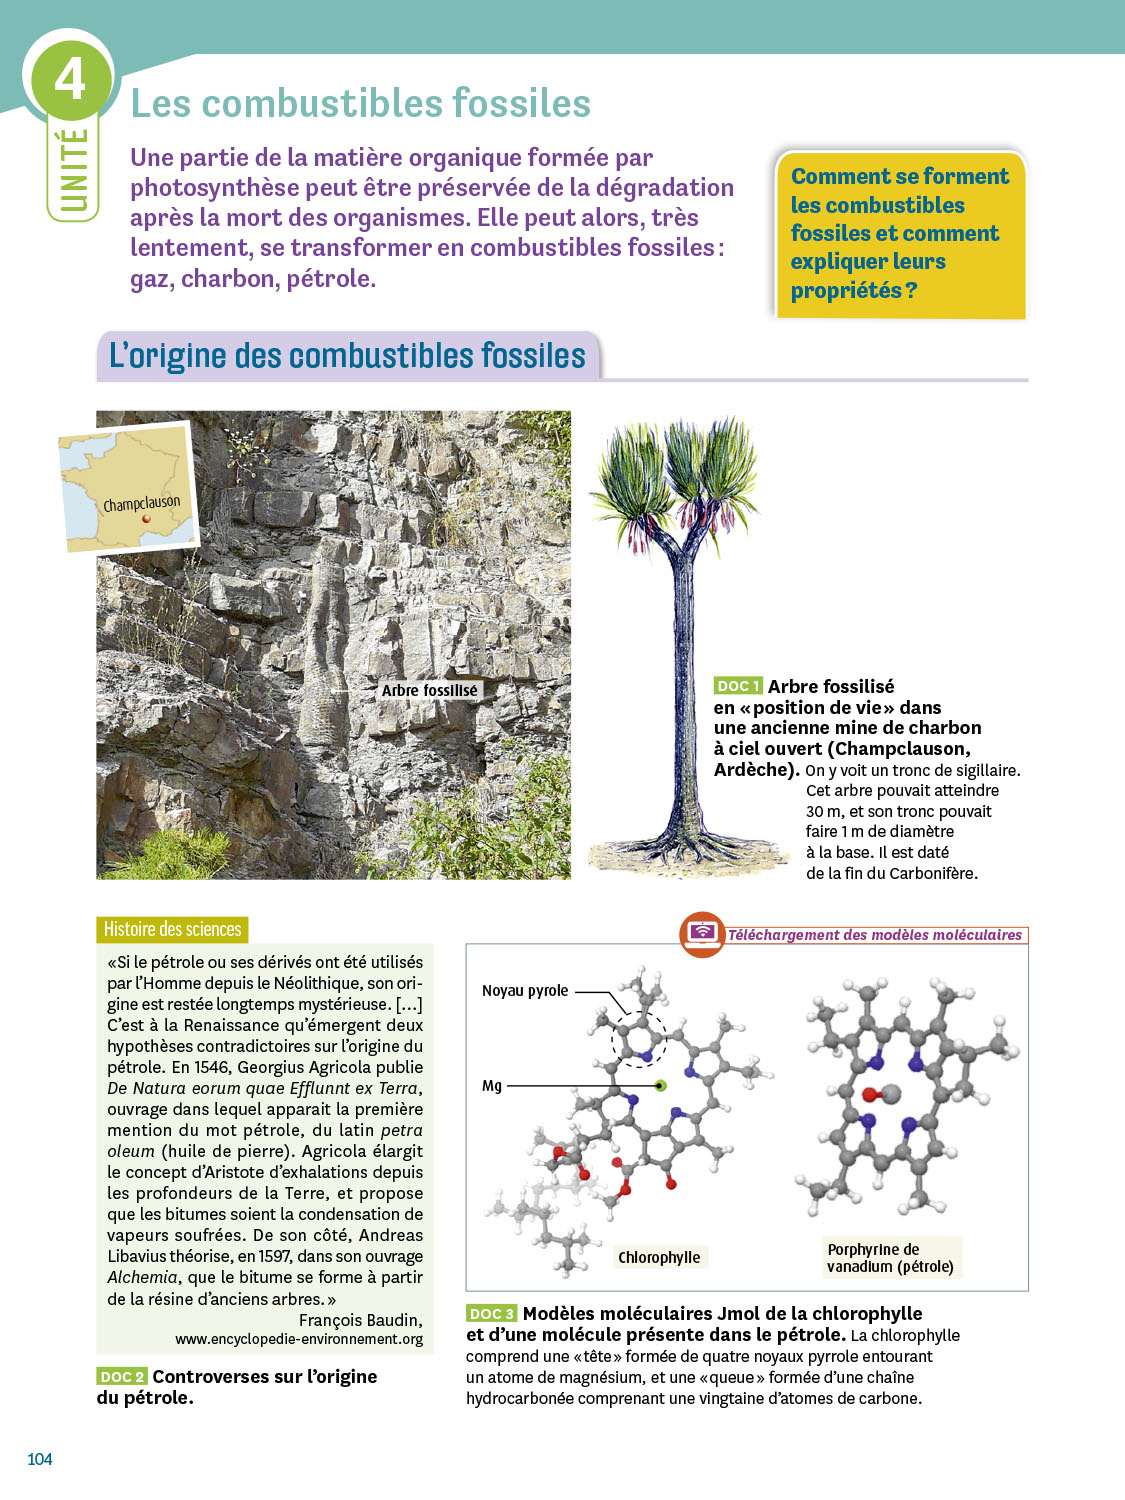 4
UNITÉ
Les combustibles fossiles
Une partie de la matière organique formée par
photosynthèse peut être préservée de la dégradation
après la mort des organismes. Elle peut alors, très
lentement, se transformer en combustibles fossiles :
gaz, charbon, pétrole.
Comment se forment
les combustibles
fossiles et comment
expliquer leurs
propriétés ?
L’origine des combustibles fossiles
Champclauson
Arbre fossilisé
DOC 1 Arbre fossilisé
en « position de vie » dans
une ancienne mine de charbon
à ciel ouvert (Champclauson,
Ardèche). On y voit un tronc de sigillaire.
Cet arbre pouvait atteindre
30 m, et son tronc pouvait
faire 1 m de diamètre
à la base. Il est daté
de la fin du Carbonifère.
Histoire des sciences
« Si le pétrole ou ses dérivés ont été utilisés
par l’Homme depuis le Néolithique, son ori-
gine est restée longtemps mystérieuse. [...]
C’est à la Renaissance qu’émergent deux
hypothèses contradictoires sur l’origine du
pétrole. En 1546, Georgius Agricola publie
De Natura eorum quae Efflunnt ex Terra,
ouvrage dans lequel apparait la première
mention du mot pétrole, du latin petra
oleum (huile de pierre). Agricola élargit
le concept d’Aristote d’exhalations depuis
les profondeurs de la Terre, et propose
que les bitumes soient la condensation de
vapeurs soufrées. De son côté, Andreas
Libavius théorise, en 1597, dans son ouvrage
Alchemia, que le bitume se forme à partir
de la résine d’anciens arbres. »
François Baudin,
www.encyclopedie-environnement.org
DOC 2 Controverses sur l’origine
du pétrole.
Téléchargement des modèles moléculaires
Noyau pyrole
Mg
Chlorophylle
Porphyrine de
vanadium (pétrole)
DOC 3 Modèles moléculaires Jmol de la chlorophylle
et d’une molécule présente dans le pétrole. La chlorophylle
comprend une « tête » formée de quatre noyaux pyrrole entourant
un atome de magnésium, et une « queue » formée d’une chaîne
hydrocarbonée comprenant une vingtaine d’atomes de carbone.
104